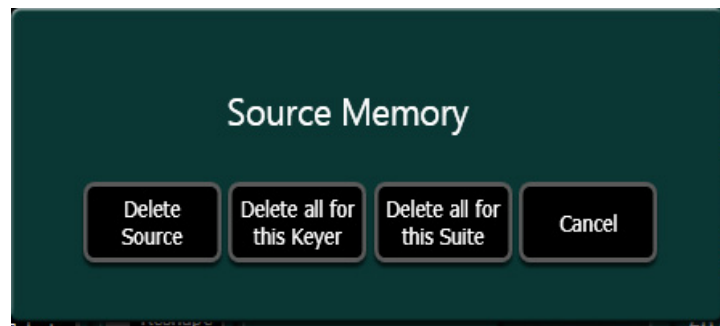 Source Memory
Delete
Source
Delete all for
this Keyer
Delete all for
this Suite
Cancel